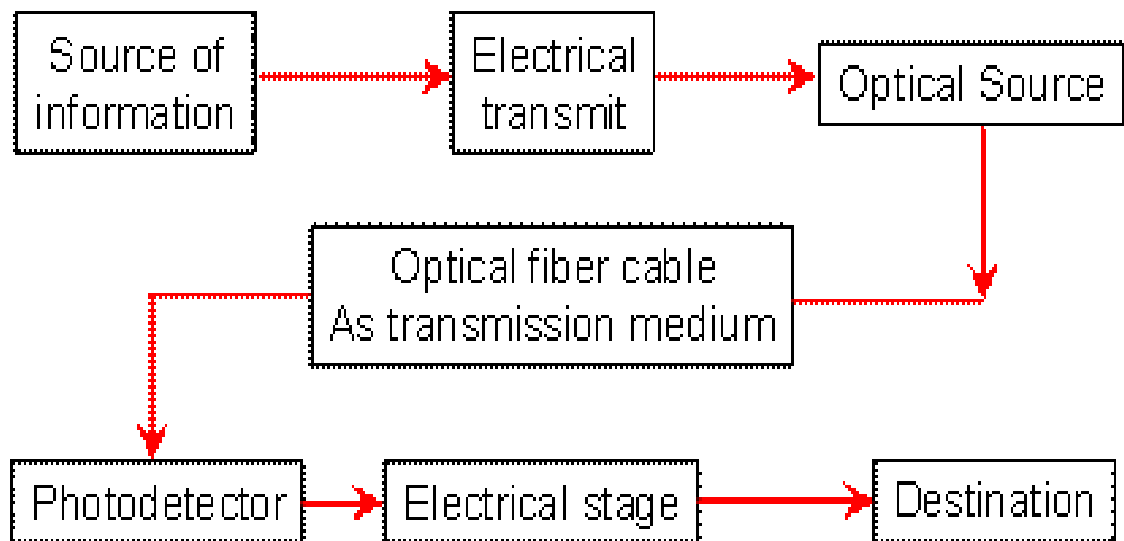 Source of
information
Electrical
transmit
Optical Source
Optical fiber cable
As transmission medium
Photodetector
Electrical stage
Destination